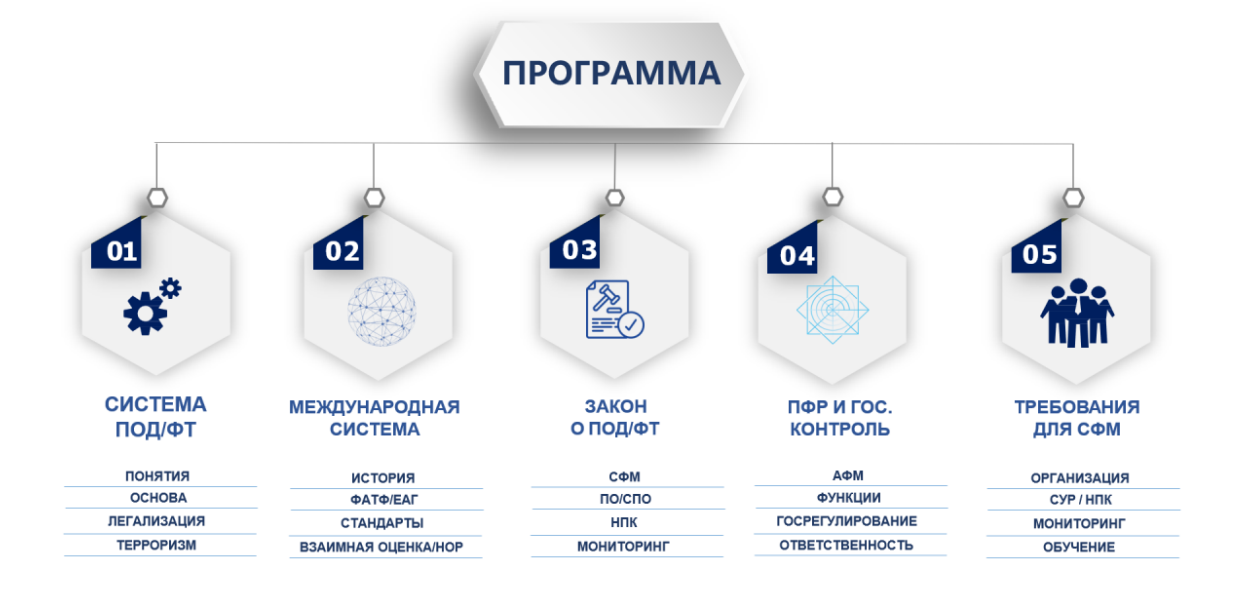 ПРОГРАММА
01
СИСТЕМА
ПОД/ФТ
ПОНЯТИЯ
ОСНОВА
ЛЕГАЛИЗАЦИЯ
ТЕРРОРИЗМ
02
МЕЖДУНАРОДНАЯ
СИСТЕМА
ИСТОРИЯ
ФАТФ/ЕАГ
СТАНДАРТЫ
ВЗАИМНАЯ ОЦЕНКА/НОР
03
ЗАКОН
О ПОД/ФТ
СФМ
ПО/СПО
НПК
МОНИТОРИНГ
04
ПФР И ГОС.
КОНТРОЛЬ
АФМ
ФУНКЦИИ
ГОСРЕГУЛИРОВАНИЕ
ОТВЕТСТВЕННОСТЬ
05
ТРЕБОВАНИЯ
ДЛЯ СФМ
ОРГАНИЗАЦИЯ
СУР / НПК
МОНИТОРИНГ
ОБУЧЕНИЕ